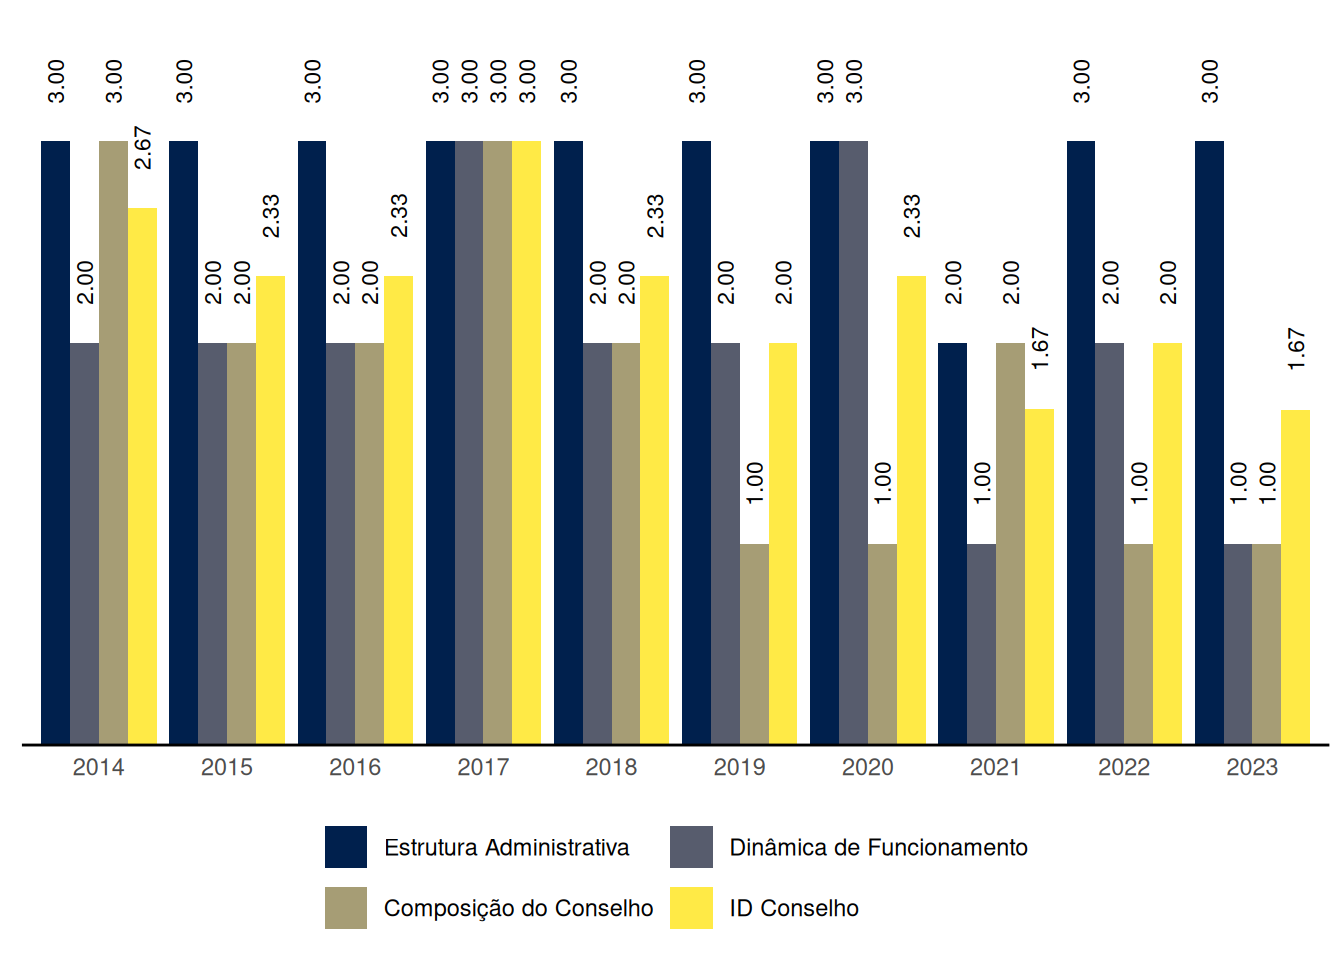 3.00 3.00 3.00 3.00 3.00 3.00 3.00 3.00 3.00 3.00 3.00 3.00 3.00 3.00
2.67
2.33 2.33 2.33 2.33
2.00 2.00 2.00 2.00 2.00 2.00 2.00 2.00 2.00 2.00 2.00 2.00 2.00
1.67 1.67
1.00 1.00 1.00 1.00 1.00 1.00
2014 2015 2016 2017 2018 2019 2020 2021 2022 2023
Estrutura Administrativa Dinâmica de Funcionamento
Composição do Conselho ID Conselho